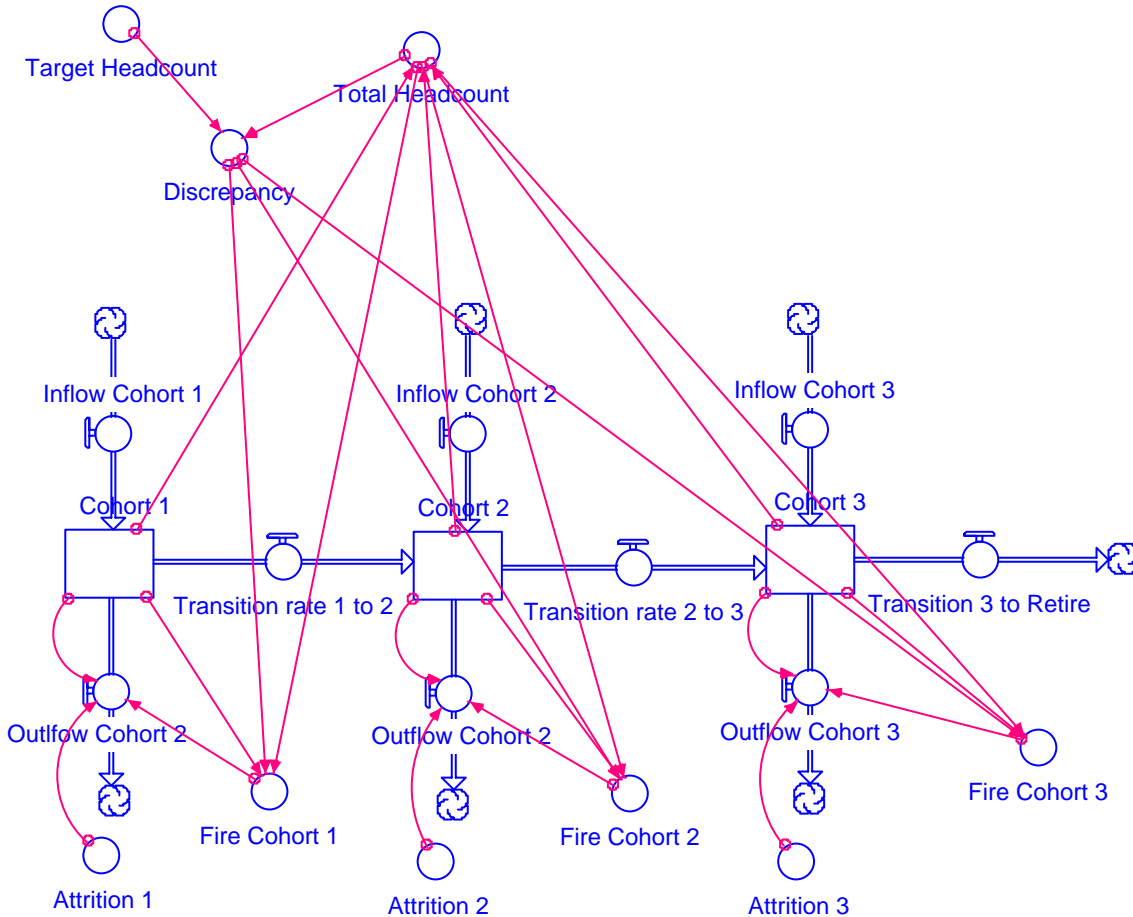 Target Headcount
Total Headcount
Discrepancy
Inflow Cohort 1
Inflow Cohort 2
Inflow Cohort 3
Cohort 1
Cohort 2
Cohort 3
Transition rate 1 to 2
Transition rate 2 to 3
Transition 3 to Retire
Outlfow Cohort 2
Outflow Cohort 2
Outflow Cohort 3
Fire Cohort 1
Fire Cohort 2
Fire Cohort 3
Attrition 1
Attrition 2
Attrition 3